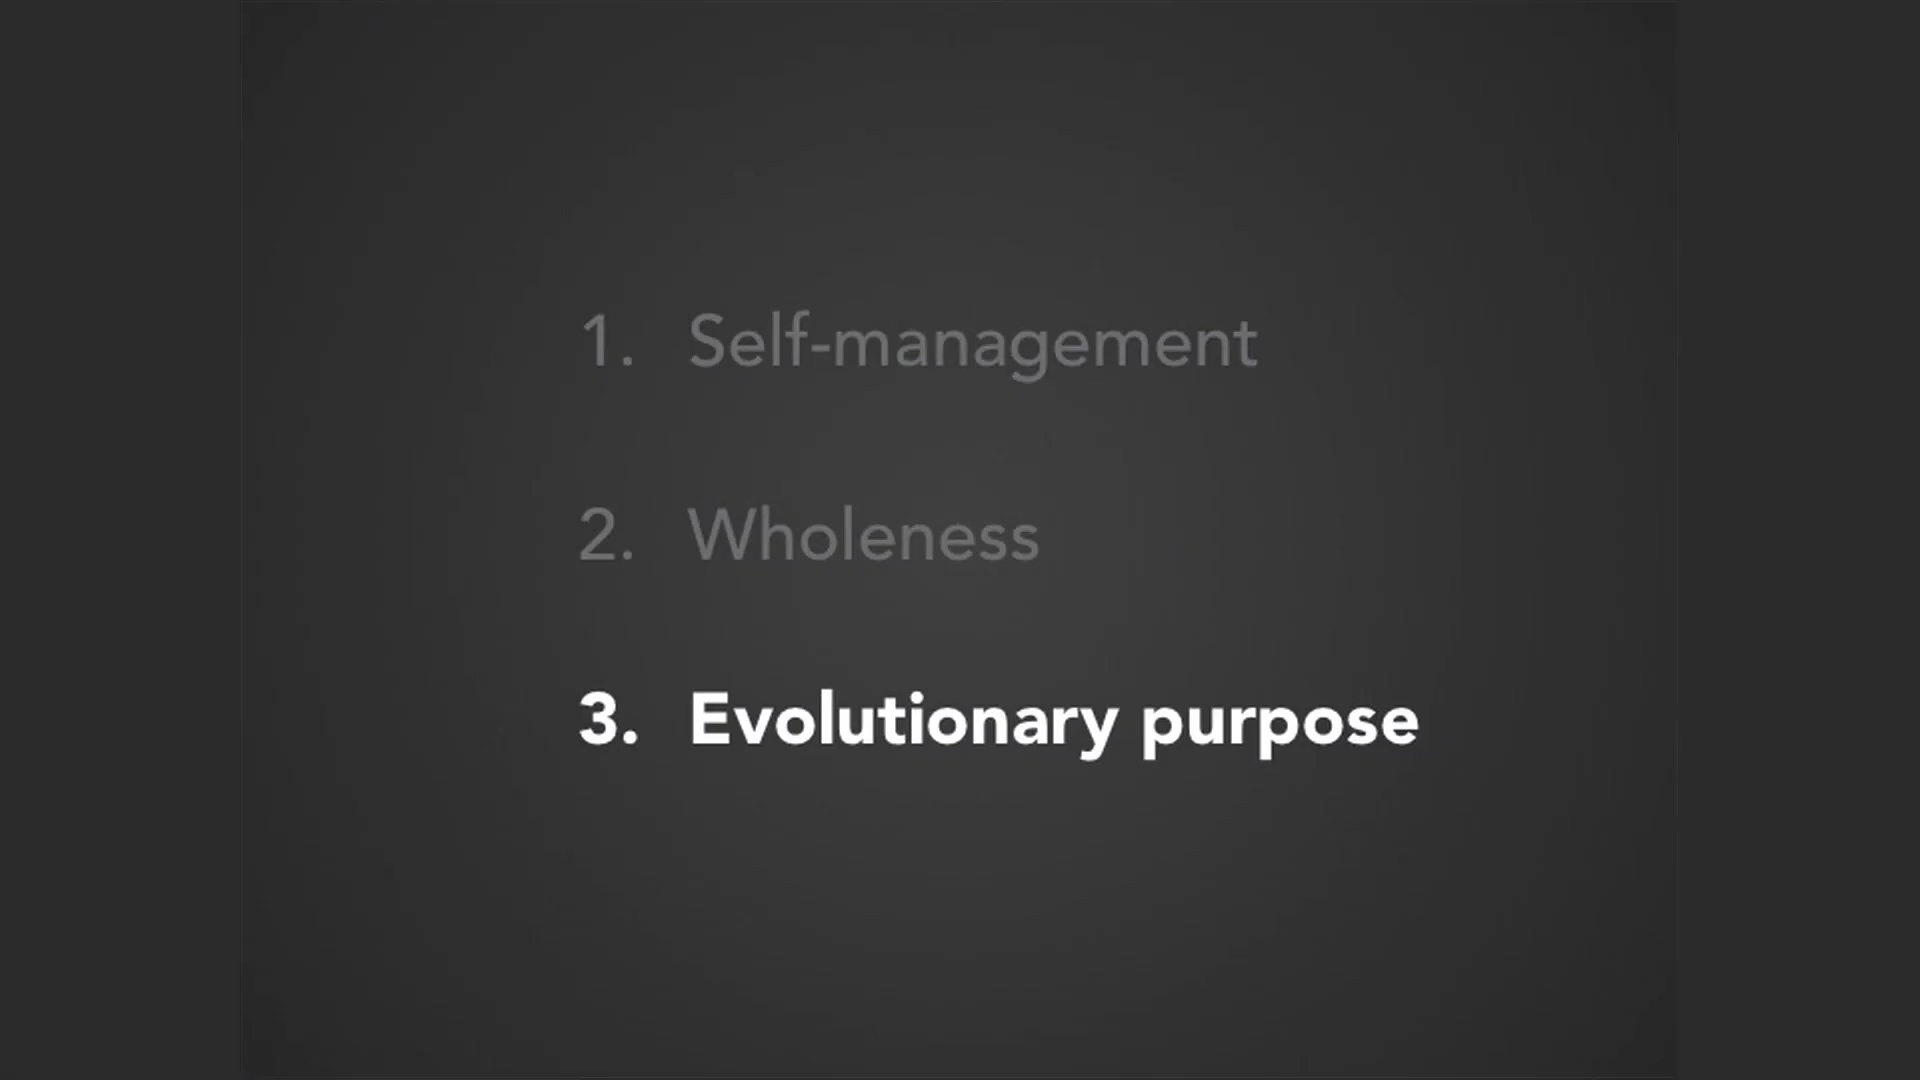 1. Self-management
2. Wholeness
3. Evolutionary purpose